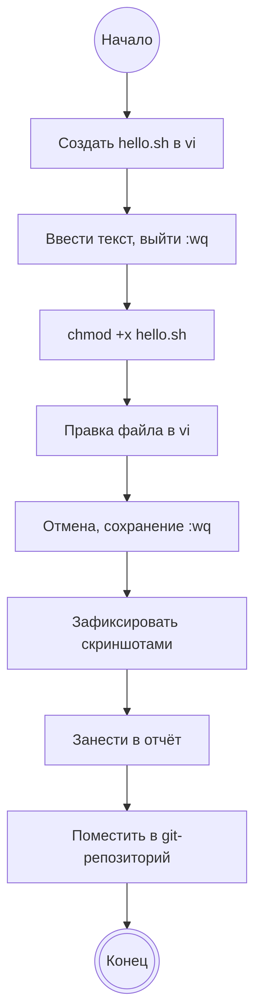 Начало
Создать hello.sh в vi
Ввести текст, выйти :wq
chmod +x hello.sh
Правка файла в vi
Отмена, сохранение :wq
Зафиксировать
скриншотами
Занести в отчёт
Поместить в git-
репозиторий
Конец